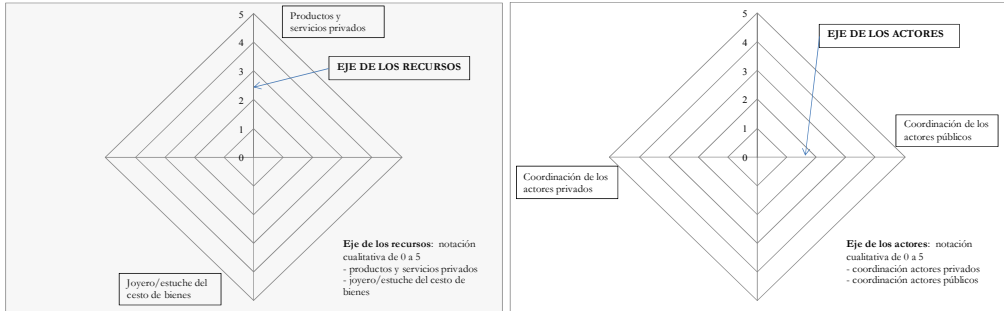 5
Productos y
servicios privados
4
EJE DE LOS RECURSOS
3
2
1
0
Joyero/estuche del
cesto de bienes
Eje de los recursos: notación
cualitativa de 0 a 5
- productos y servicios privados
- joyero/estuche del cesto de
bienes
5
EJE DE LOS ACTORES
4
3
2
Coordinación de los
actores públicos
1
0
Coordinación de los
actores privados
Eje de los actores: notación
cualitativa de 0 a 5
- coordinación actores privados
- coordinación actores públicos